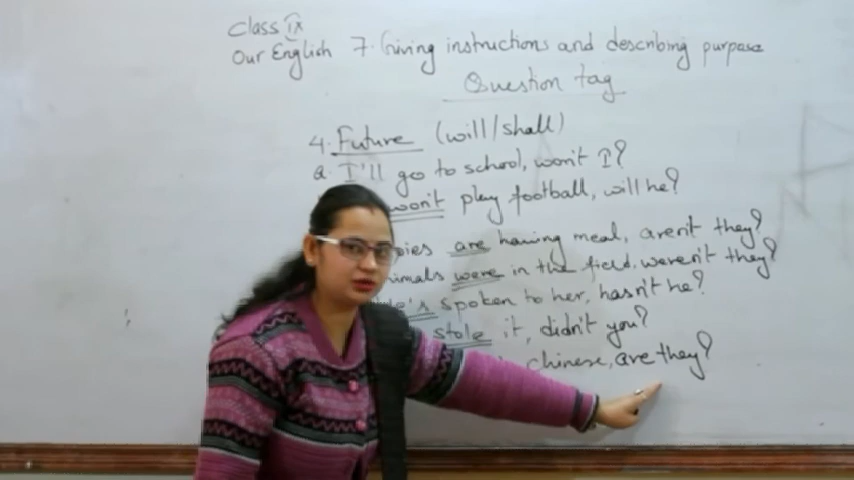 Class IX
Our English 7. Giving instructions and describing purpose
Question tag
4. Future (will/shall)
a. I'll go to school, won't I?
won't play football, will he?
are having meal, aren't they?
were in the field, weren't they?
spoken to her, hasn't he?
stole it, didn't you?
chinese, are they?